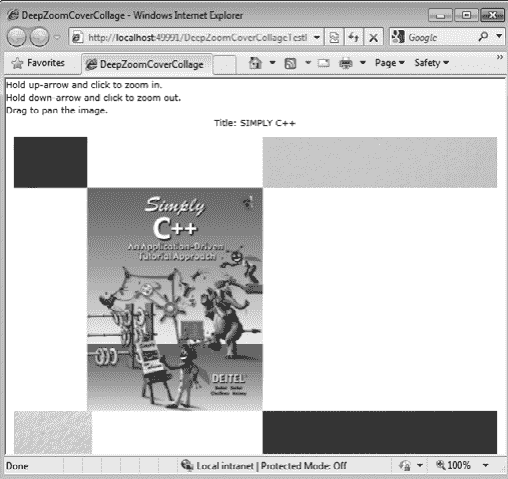 DeepZoomCoverCollage - Windows Internet Explorer
http://localhost:49991/DeepZoomCoverCollageTestI
Google
Favorites
DeepZoomCoverCollage
Page
Safety
Hold up-arrow and click to zoom in.
Hold down-arrow and click to zoom out.
Drag to pan the image.
Title: SIMPLY C++
Simply
C++
An Application-Driven
Tutorial Approach
DEITEL
Done
Local intranet | Protected Mode: Off
100%